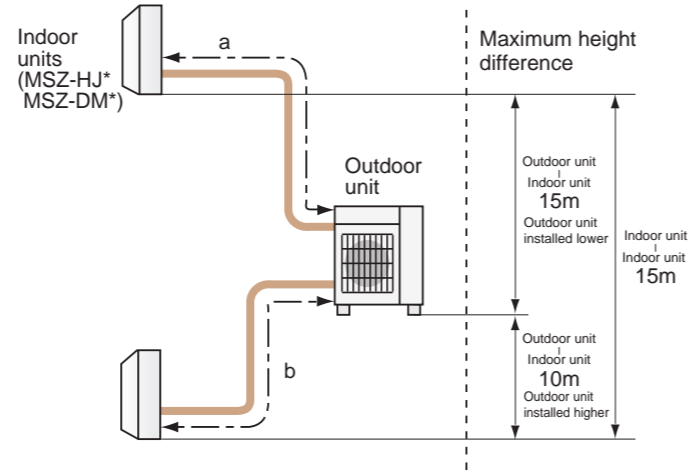 Indoor
units
(MSZ-HJ*
MSZ-DM*)
a
Outdoor
unit
b
Maximum height
difference
Outdoor unit
Indoor unit
15m
Outdoor unit
installed lower
Indoor unit
Indoor unit
15m
Outdoor unit
Indoor unit
10m
Outdoor unit
installed higher